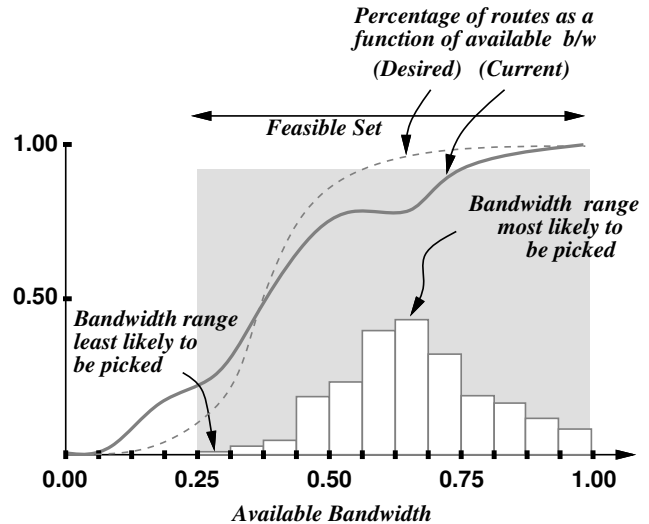 Percentage of routes as a
function of available b/w
(Desired) (Current)
Feasible Set
1.00
Bandwidth range
most likely to
be picked
0.50
Bandwidth range
least likely to
be picked
0.00 0.25 0.50 0.75 1.00
Available Bandwidth